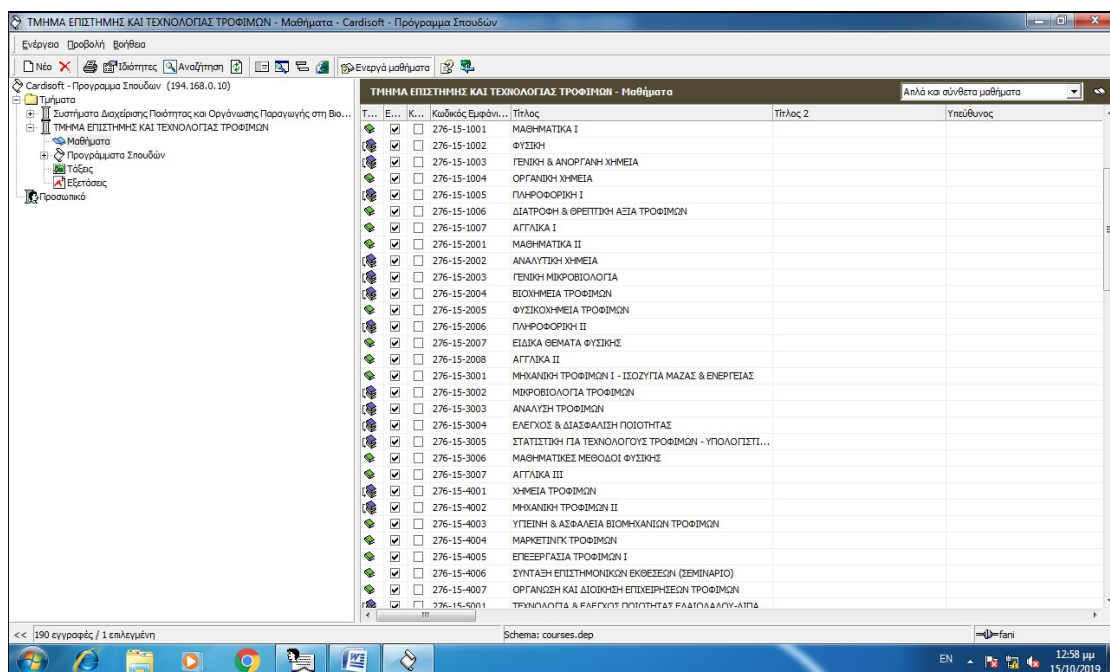 ΤΜΗΜΑ ΕΠΙΣΤΗΜΗΣ ΚΑΙ ΤΕΧΝΟΛΟΓΙΑΣ ΤΡΟΦΙΜΩΝ - Μαθήματα - Cardisoft - Πρόγραμμα Σπουδών
Ενέργεια Προβολή Βοήθεια
Νέο Ιδιότητες Αναζήτηση Ενεργά μαθήματα
Cardisoft - Προγραμμα Σπουδων (194.168.0.10)
Τμήματα
Συστήματα Διαχείρισης Ποιότητας και Οργάνωσης Παραγωγής στη Βιο...
ΤΜΗΜΑ ΕΠΙΣΤΗΜΗΣ ΚΑΙ ΤΕΧΝΟΛΟΓΙΑΣ ΤΡΟΦΙΜΩΝ
Μαθήματα
Προγράμματα Σπουδών
Τάξεις
Εξετάσεις
Προσωπικό
ΤΜΗΜΑ ΕΠΙΣΤΗΜΗΣ ΚΑΙ ΤΕΧΝΟΛΟΓΙΑΣ ΤΡΟΦΙΜΩΝ - Μαθήματα Απλά και σύνθετα μαθήματα
Τ... Ε... Κ... Κωδικός Εμφάνι... Τίτλος Τίτλος 2 Υπεύθυνος
276-15-1001 ΜΑΘΗΜΑΤΙΚΑ Ι
276-15-1002 ΦΥΣΙΚΗ
276-15-1003 ΓΕΝΙΚΗ & ΑΝΟΡΓΑΝΗ ΧΗΜΕΙΑ
276-15-1004 ΟΡΓΑΝΙΚΗ ΧΗΜΕΙΑ
276-15-1005 ΠΛΗΡΟΦΟΡΙΚΗ Ι
276-15-1006 ΔΙΑΤΡΟΦΗ & ΘΡΕΠΤΙΚΗ ΑΞΙΑ ΤΡΟΦΙΜΩΝ
276-15-1007 ΑΓΓΛΙΚΑ Ι
276-15-2001 ΜΑΘΗΜΑΤΙΚΑ ΙΙ
276-15-2002 ΑΝΑΛΥΤΙΚΗ ΧΗΜΕΙΑ
276-15-2003 ΓΕΝΙΚΗ ΜΙΚΡΟΒΙΟΛΟΓΙΑ
276-15-2004 ΒΙΟΧΗΜΕΙΑ ΤΡΟΦΙΜΩΝ
276-15-2005 ΦΥΣΙΚΟΧΗΜΕΙΑ ΤΡΟΦΙΜΩΝ
276-15-2006 ΠΛΗΡΟΦΟΡΙΚΗ ΙΙ
276-15-2007 ΕΙΔΙΚΑ ΘΕΜΑΤΑ ΦΥΣΙΚΗΣ
276-15-2008 ΑΓΓΛΙΚΑ ΙΙ
276-15-3001 ΜΗΧΑΝΙΚΗ ΤΡΟΦΙΜΩΝ Ι - ΙΣΟΖΥΓΙΑ ΜΑΖΑΣ & ΕΝΕΡΓΕΙΑΣ
276-15-3002 ΜΙΚΡΟΒΙΟΛΟΓΙΑ ΤΡΟΦΙΜΩΝ
276-15-3003 ΑΝΑΛΥΣΗ ΤΡΟΦΙΜΩΝ
276-15-3004 ΕΛΕΓΧΟΣ & ΔΙΑΣΦΑΛΙΣΗ ΠΟΙΟΤΗΤΑΣ
276-15-3005 ΣΤΑΤΙΣΤΙΚΗ ΓΙΑ ΤΕΧΝΟΛΟΓΟΥΣ ΤΡΟΦΙΜΩΝ - ΥΠΟΛΟΓΙΣΤΙ...
276-15-3006 ΜΑΘΗΜΑΤΙΚΕΣ ΜΕΘΟΔΟΙ ΦΥΣΙΚΗΣ
276-15-3007 ΑΓΓΛΙΚΑ ΙΙΙ
276-15-4001 ΧΗΜΕΙΑ ΤΡΟΦΙΜΩΝ
276-15-4002 ΜΗΧΑΝΙΚΗ ΤΡΟΦΙΜΩΝ ΙΙ
276-15-4003 ΥΓΙΕΙΝΗ & ΑΣΦΑΛΕΙΑ ΒΙΟΜΗΧΑΝΙΩΝ ΤΡΟΦΙΜΩΝ
276-15-4004 ΜΑΡΚΕΤΙΝΓΚ ΤΡΟΦΙΜΩΝ
276-15-4005 ΕΠΕΞΕΡΓΑΣΙΑ ΤΡΟΦΙΜΩΝ Ι
276-15-4006 ΣΥΝΤΑΞΗ ΕΠΙΣΤΗΜΟΝΙΚΩΝ ΕΚΘΕΣΕΩΝ (ΣΕΜΙΝΑΡΙΟ)
276-15-4007 ΟΡΓΑΝΩΣΗ ΚΑΙ ΔΙΟΙΚΗΣΗ ΕΠΙΧΕΙΡΗΣΕΩΝ ΤΡΟΦΙΜΩΝ
276-15-5001 ΤΕΧΝΟΛΟΓΙΑ & ΕΛΕΓΧΟΣ ΠΟΙΟΤΗΤΑΣ ΕΛΑΙΟΛΑΔΟΥ-ΛΙΠΑ
<< 190 εγγραφές / 1 επιλεγμένη Schema: courses.dep fani
EN 12:58 μμ
15/10/2019